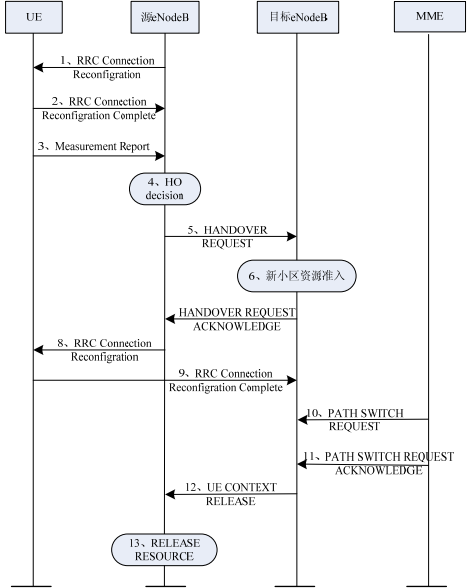 UE
源eNodeB
目标eNodeB
MME
1、RRC Connection
Reconfigration
2、RRC Connection
Reconfigration Complete
3、Measurement Report
4、HO
decision
5、HANDOVER
REQUEST
6、新小区资源准入
HANDOVER REQUEST
ACKNOWLEDGE
8、RRC Connection
Reconfigration
9、RRC Connection
Reconfigration Complete
10、PATH SWITCH
REQUEST
11、PATH SWITCH REQUEST
ACKNOWLEDGE
12、UE CONTEXT
RELEASE
13、RELEASE
RESOURCE